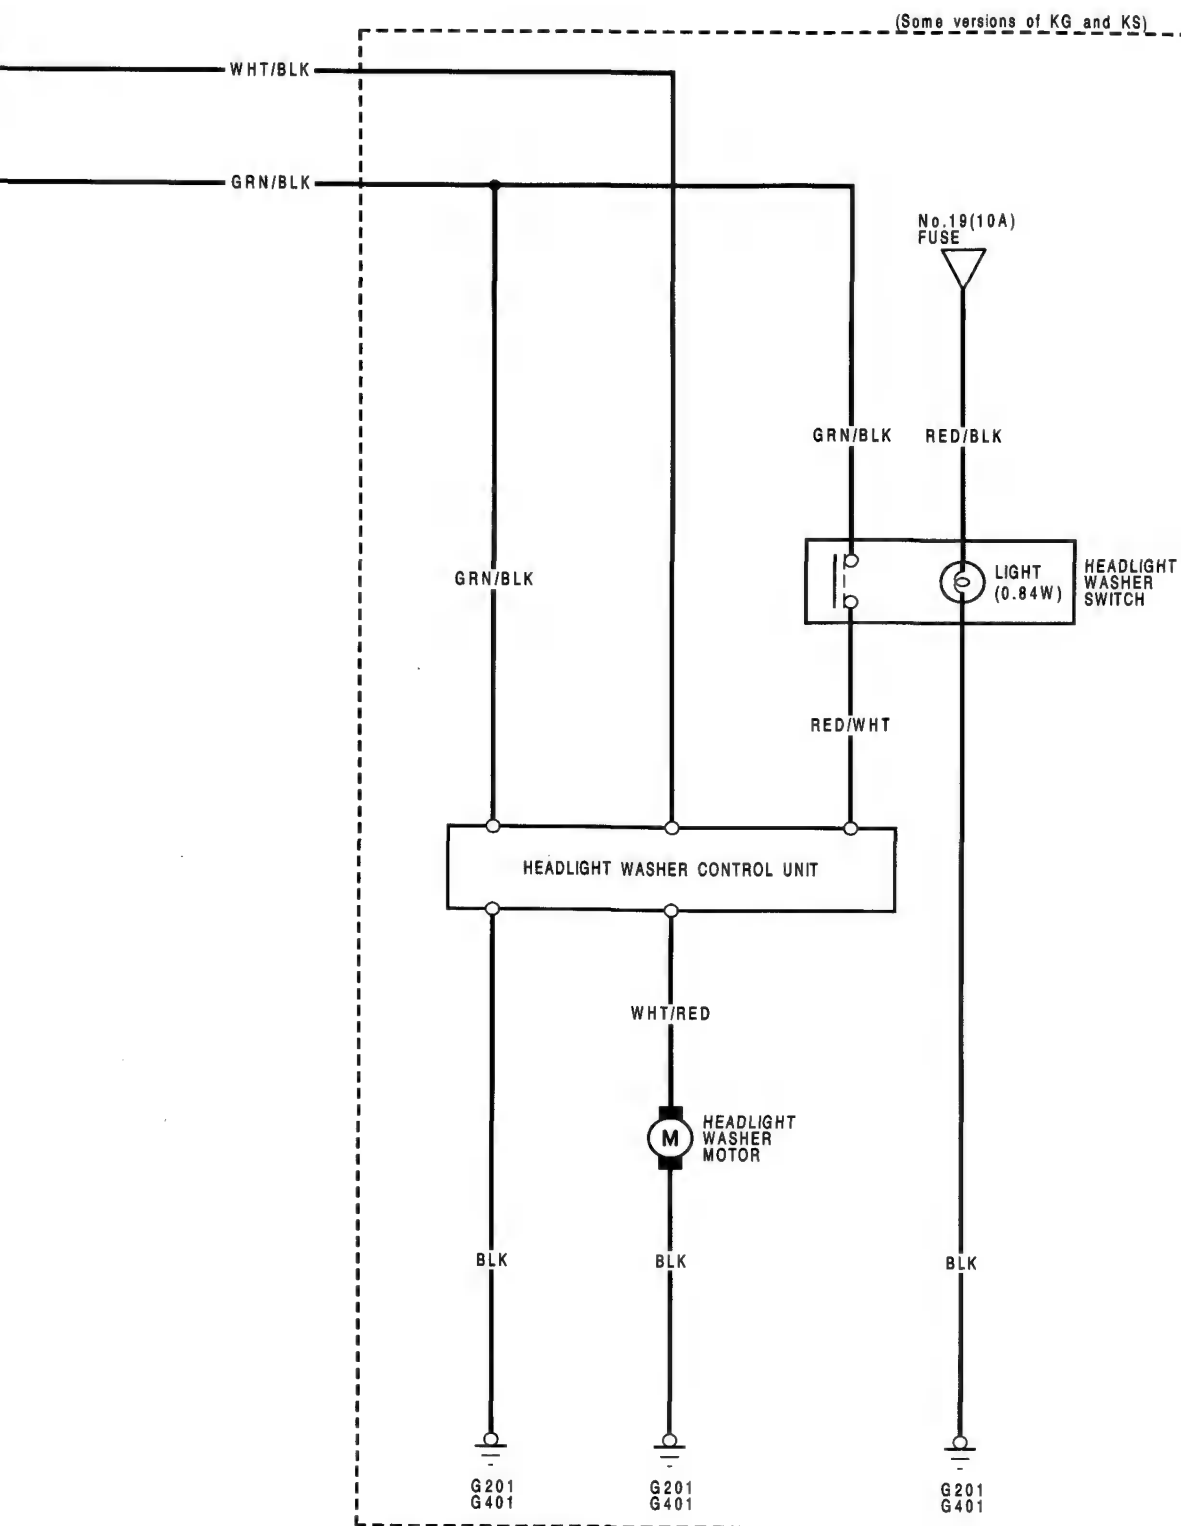 (Some versions of KG and KS)
WHT/BLK
GRN/BLK
No.19(10A)
FUSE
GRN/BLK
RED/BLK
GRN/BLK
LIGHT
(0.84W)
HEADLIGHT
WASHER
SWITCH
RED/WHT
HEADLIGHT WASHER CONTROL UNIT
WHT/RED
M
HEADLIGHT
WASHER
MOTOR
BLK
BLK
BLK
G201
G401
G201
G401
G201
G401